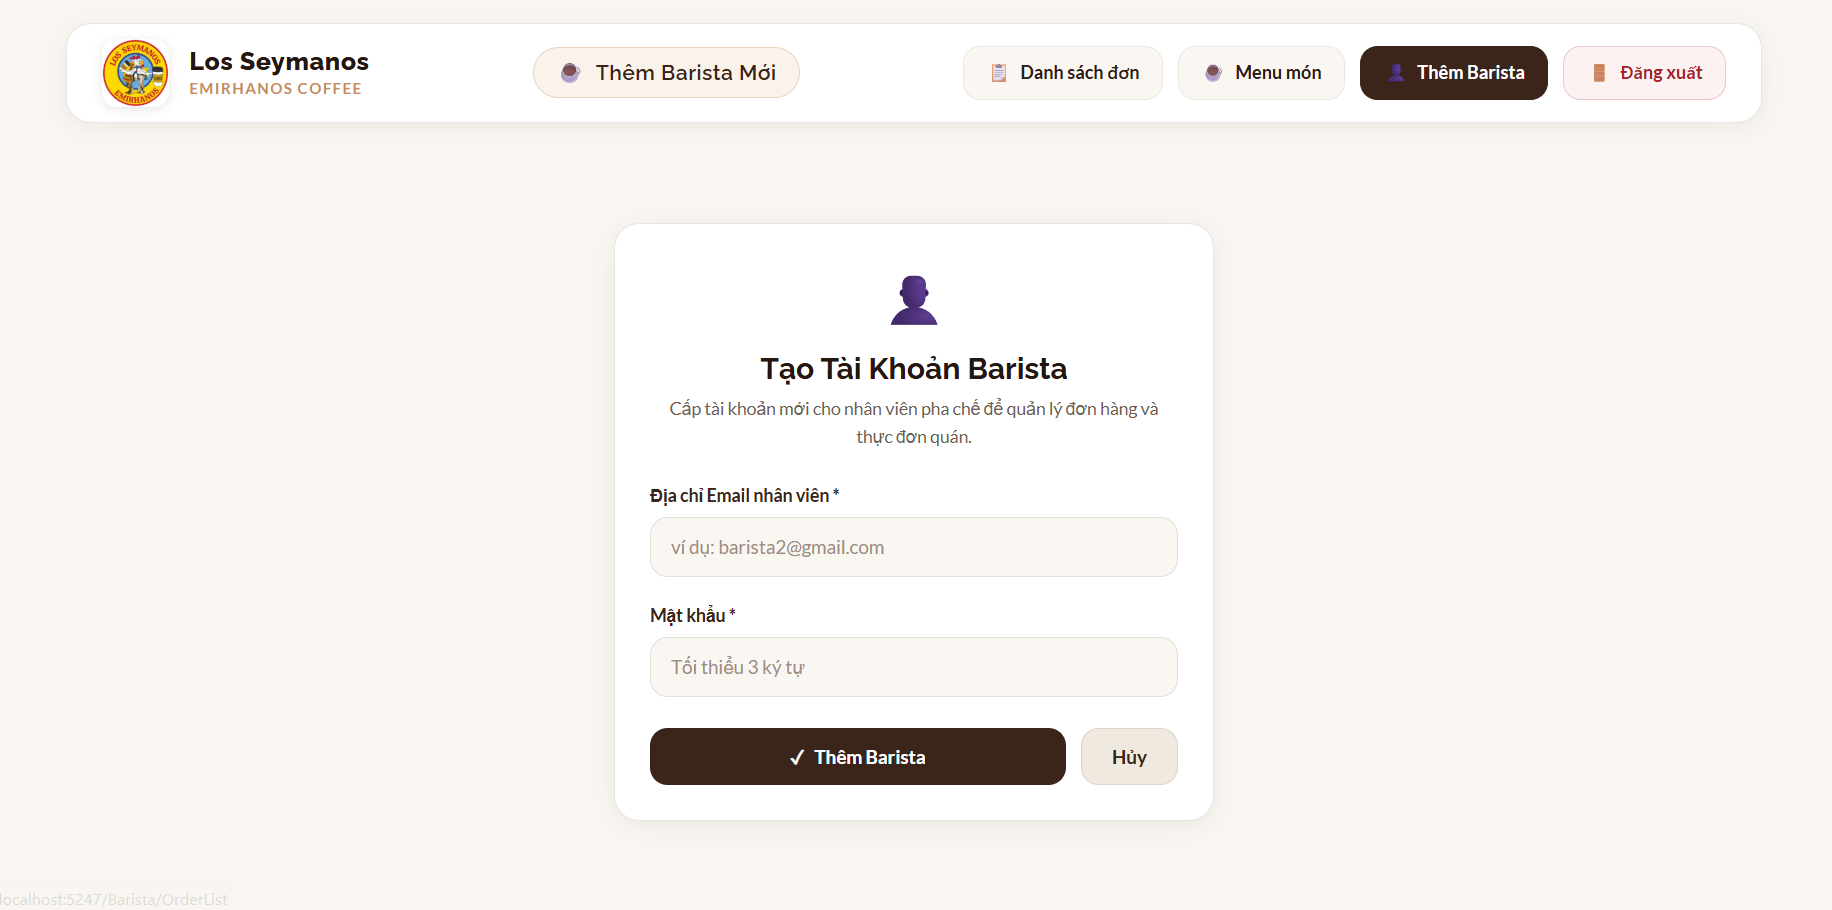 LOS SEYMANOS
EMIRHANOS
Los Seymanos
EMIRHANOS COFFEE
Thêm Barista Mới
Danh sách đơn
Menu món
Thêm Barista
Đăng xuất
Tạo Tài Khoản Barista
Cấp tài khoản mới cho nhân viên pha chế để quản lý đơn hàng và
thực đơn quán.
Địa chỉ Email nhân viên *
ví dụ: barista2@gmail.com
Mật khẩu *
Tối thiểu 3 ký tự
✓ Thêm Barista
Hủy
localhost:5247/Barista/OrderList